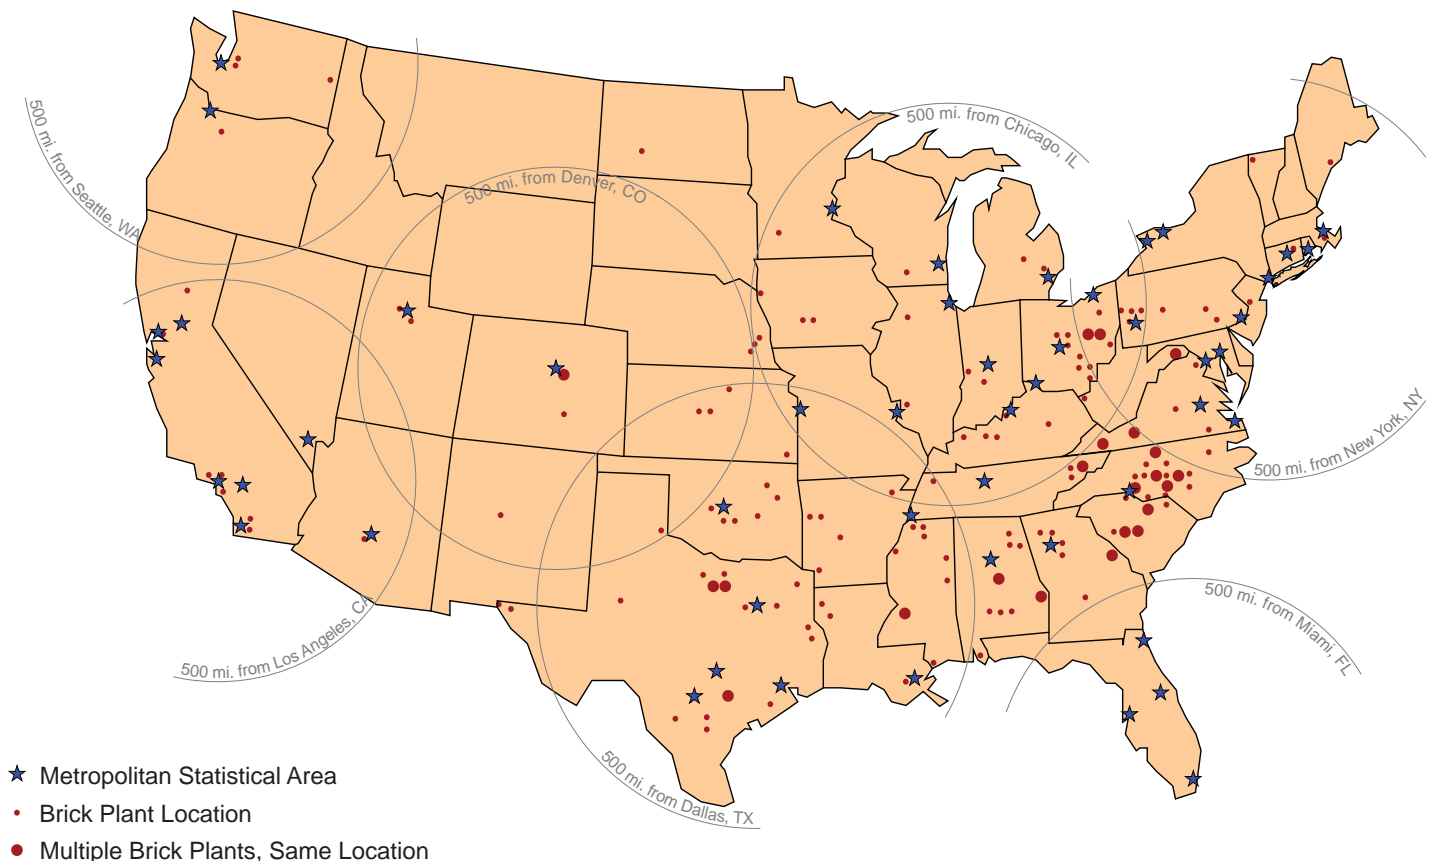 500 mi. from Seattle, WA
500 mi. from Denver, CO
500 mi. from Chicago, IL
500 mi. from New York, NY
500 mi. from Los Angeles, CA
500 mi. from Miami, FL
500 mi. from Dallas, TX
Metropolitan Statistical Area
Brick Plant Location
Multiple Brick Plants, Same Location